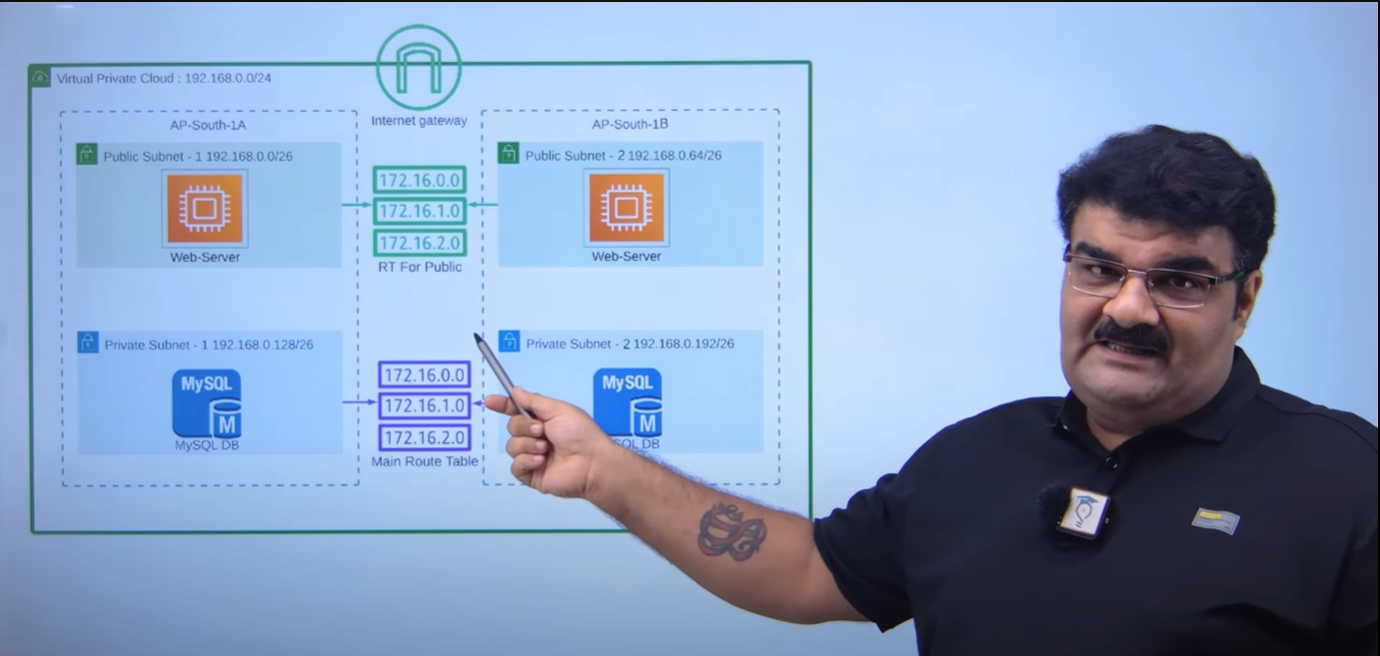 Virtual Private Cloud : 192.168.0.0/24
Internet gateway
AP-South-1A
AP-South-1B
Public Subnet - 1 192.168.0.0/26
Public Subnet - 2 192.168.0.64/26
172.16.0.0
172.16.1.0
172.16.2.0
Web-Server
Web-Server
RT For Public
Private Subnet - 1 192.168.0.128/26
Private Subnet - 2 192.168.0.192/26
MySQL
M
MySQL DB
172.16.0.0
172.16.1.0
172.16.2.0
MySQL
M
SQL DB
Main Route Table